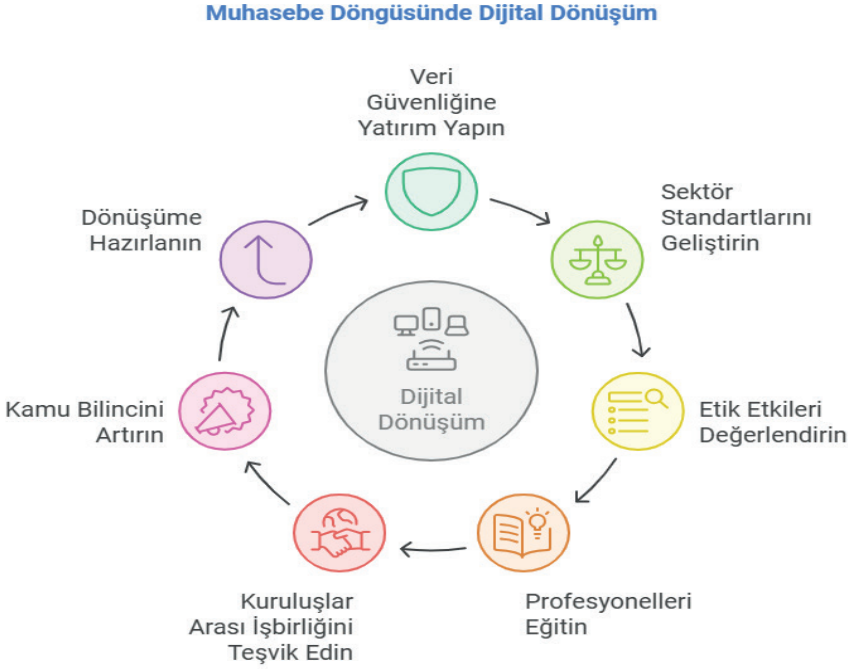 Muhasebe Döngüsünde Dijital Dönüşüm
Veri
Güvenliğine
Yatırım Yapın
Sektör
Standartlarını
Geliştirin
Etik Etkileri
Değerlendirin
Profesyonelleri
Eğitin
Kuruluşlar
Arası İşbirliğini
Teşvik Edin
Kamu Bilincini
Artırın
Dönüşüme
Hazırlanın
Dijital
Dönüşüm